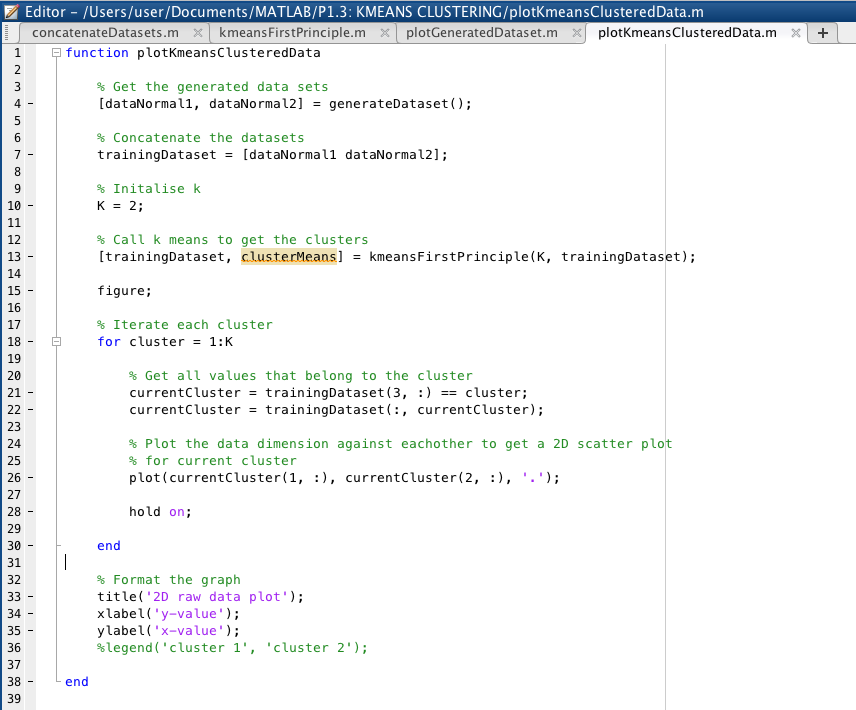 Editor – /Users/user/Documents/MATLAB/P1.3: KMEANS CLUSTERING/plotKmeansClusteredData.m
concatenateDatasets.m × kmeansFirstPrinciple.m × plotGeneratedDataset.m × plotKmeansClusteredData.m × +
1 function plotKmeansClusteredData
2
3 % Get the generated data sets
4 – [dataNormal1, dataNormal2] = generateDataset();
5
6 % Concatenate the datasets
7 – trainingDataset = [dataNormal1 dataNormal2];
8
9 % Initalise k
10 – K = 2;
11
12 % Call k means to get the clusters
13 – [trainingDataset, clusterMeans] = kmeansFirstPrinciple(K, trainingDataset);
14
15 – figure;
16
17 % Iterate each cluster
18 – for cluster = 1:K
19
20 % Get all values that belong to the cluster
21 – currentCluster = trainingDataset(3, :) == cluster;
22 – currentCluster = trainingDataset(:, currentCluster);
23
24 % Plot the data dimension against eachother to get a 2D scatter plot
25 % for current cluster
26 – plot(currentCluster(1, :), currentCluster(2, :), '.');
27
28 – hold on;
29
30 – end
31
32 % Format the graph
33 – title('2D raw data plot');
34 – xlabel('y-value');
35 – ylabel('x-value');
36 %legend('cluster 1', 'cluster 2');
37
38 – end
39